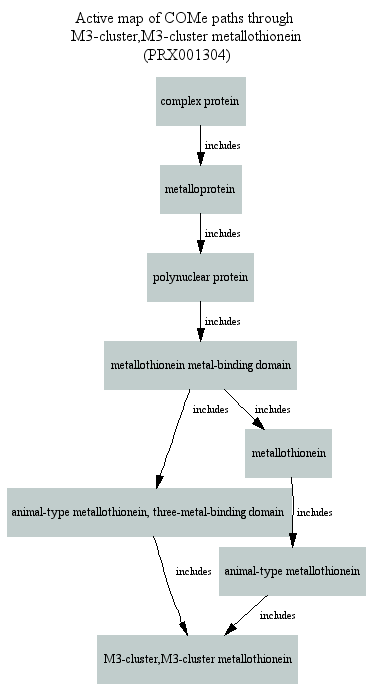 Active map of COMe paths through
M3-cluster,M3-cluster metallothionein
(PRX001304)
complex protein
includes
metalloprotein
includes
polynuclear protein
includes
metallothionein metal-binding domain
includes
includes
metallothionein
animal-type metallothionein, three-metal-binding domain
includes
animal-type metallothionein
includes
includes
M3-cluster,M3-cluster metallothionein